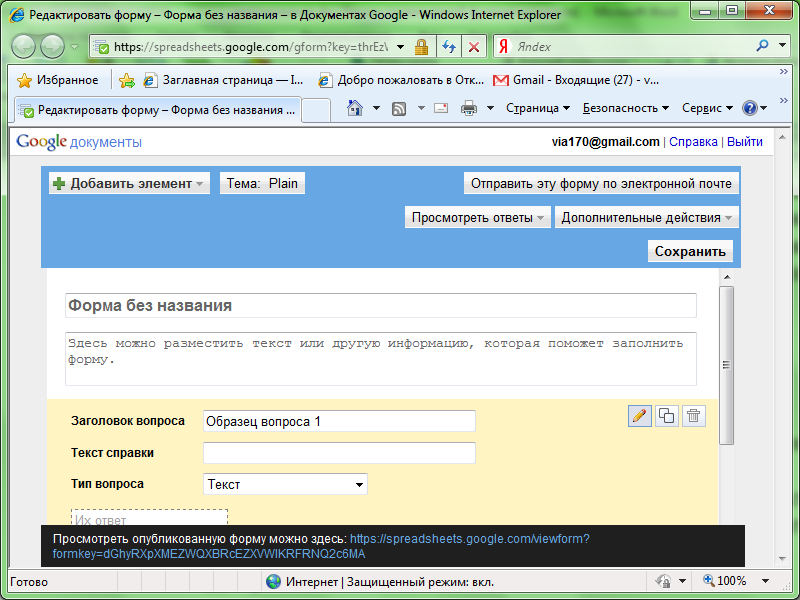 Редактировать форму – Форма без названия – в Документах Google - Windows Internet Explorer
https://spreadsheets.google.com/gform?key=thrEzV
Я Яndex
Избранное Заглавная страница — I... Добро пожаловать в Отк... Gmail - Входящие (27) - v...
Редактировать форму – Форма без названия ... Страница Безопасность Сервис
Google документы via170@gmail.com | Справка | Выйти
Добавить элемент Тема: Plain Отправить эту форму по электронной почте
Просмотреть ответы Дополнительные действия
Сохранить
Форма без названия
Здесь можно разместить текст или другую информацию, которая поможет заполнить
форму.
Заголовок вопроса Образец вопроса 1
Текст справки
Тип вопроса Текст
Их ответ
Просмотреть опубликованную форму можно здесь: https://spreadsheets.google.com/viewform?
formkey=dGhyRXpXMEZWQXBRcEZXVWlKRFRNQ2c6MA
Готово Интернет | Защищенный режим: вкл. 100%